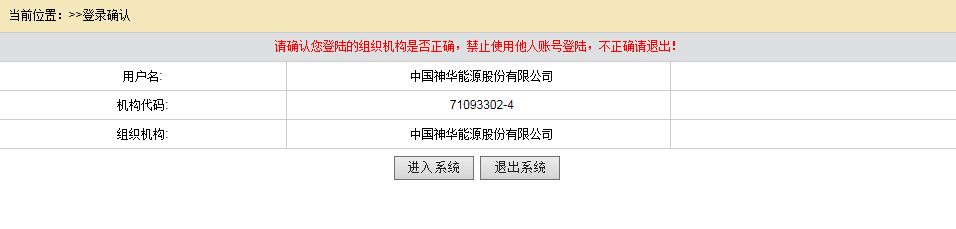 当前位置：>>登录确认
请确认您登陆的组织机构是否正确，禁止使用他人账号登陆，不正确请退出！
用户名: 中国神华能源股份有限公司
机构代码: 71093302-4
组织机构: 中国神华能源股份有限公司
进入系统 退出系统